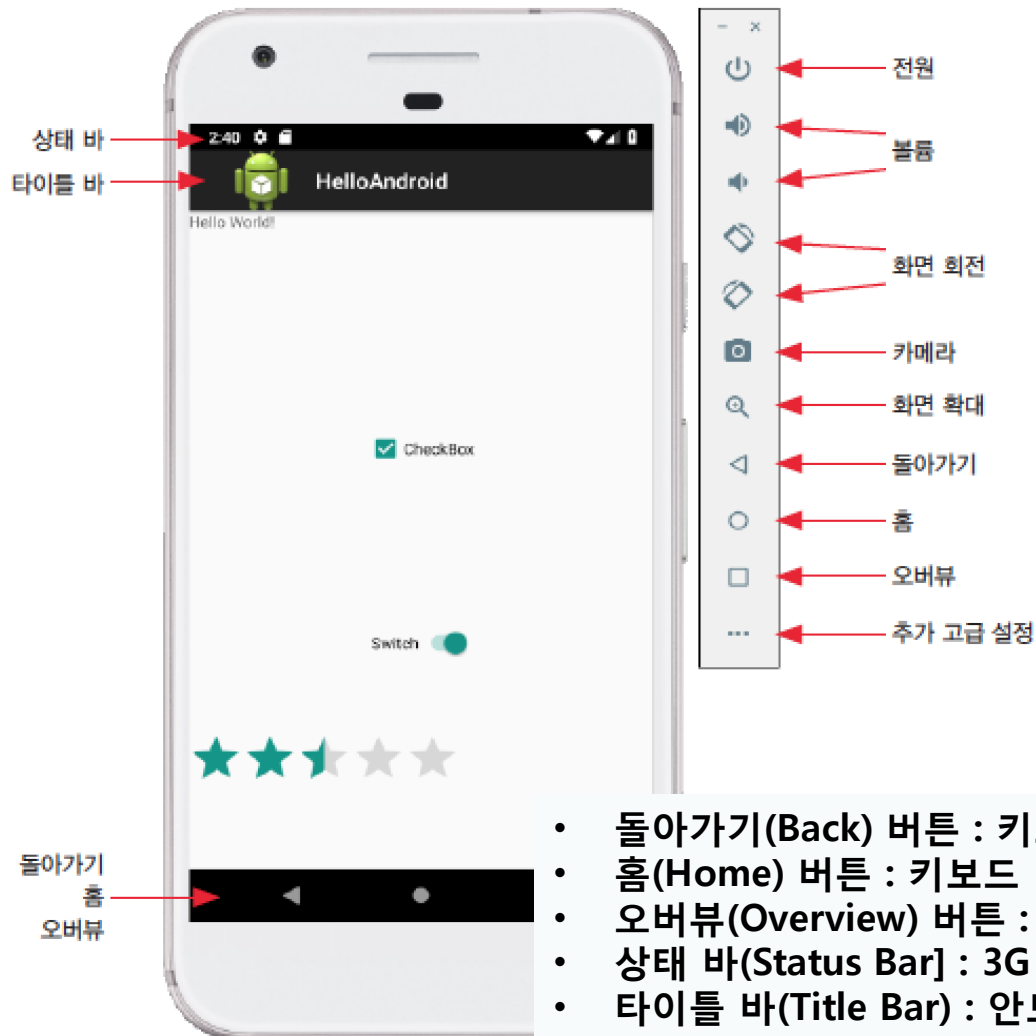 상태 바
타이틀 바
2:40
HelloAndroid
Hello World!
CheckBox
Switch
돌아가기
홈
오버뷰
전원
볼륨
화면 회전
카메라
화면 확대
돌아가기
홈
오버뷰
추가 고급 설정
• 돌아가기(Back) 버튼 :
• 홈(Home) 버튼 : 키보드
• 오버뷰(Overview) 버튼 :
• 상태 바(Status Bar] : 3G
• 타이틀 바(Title Bar) :